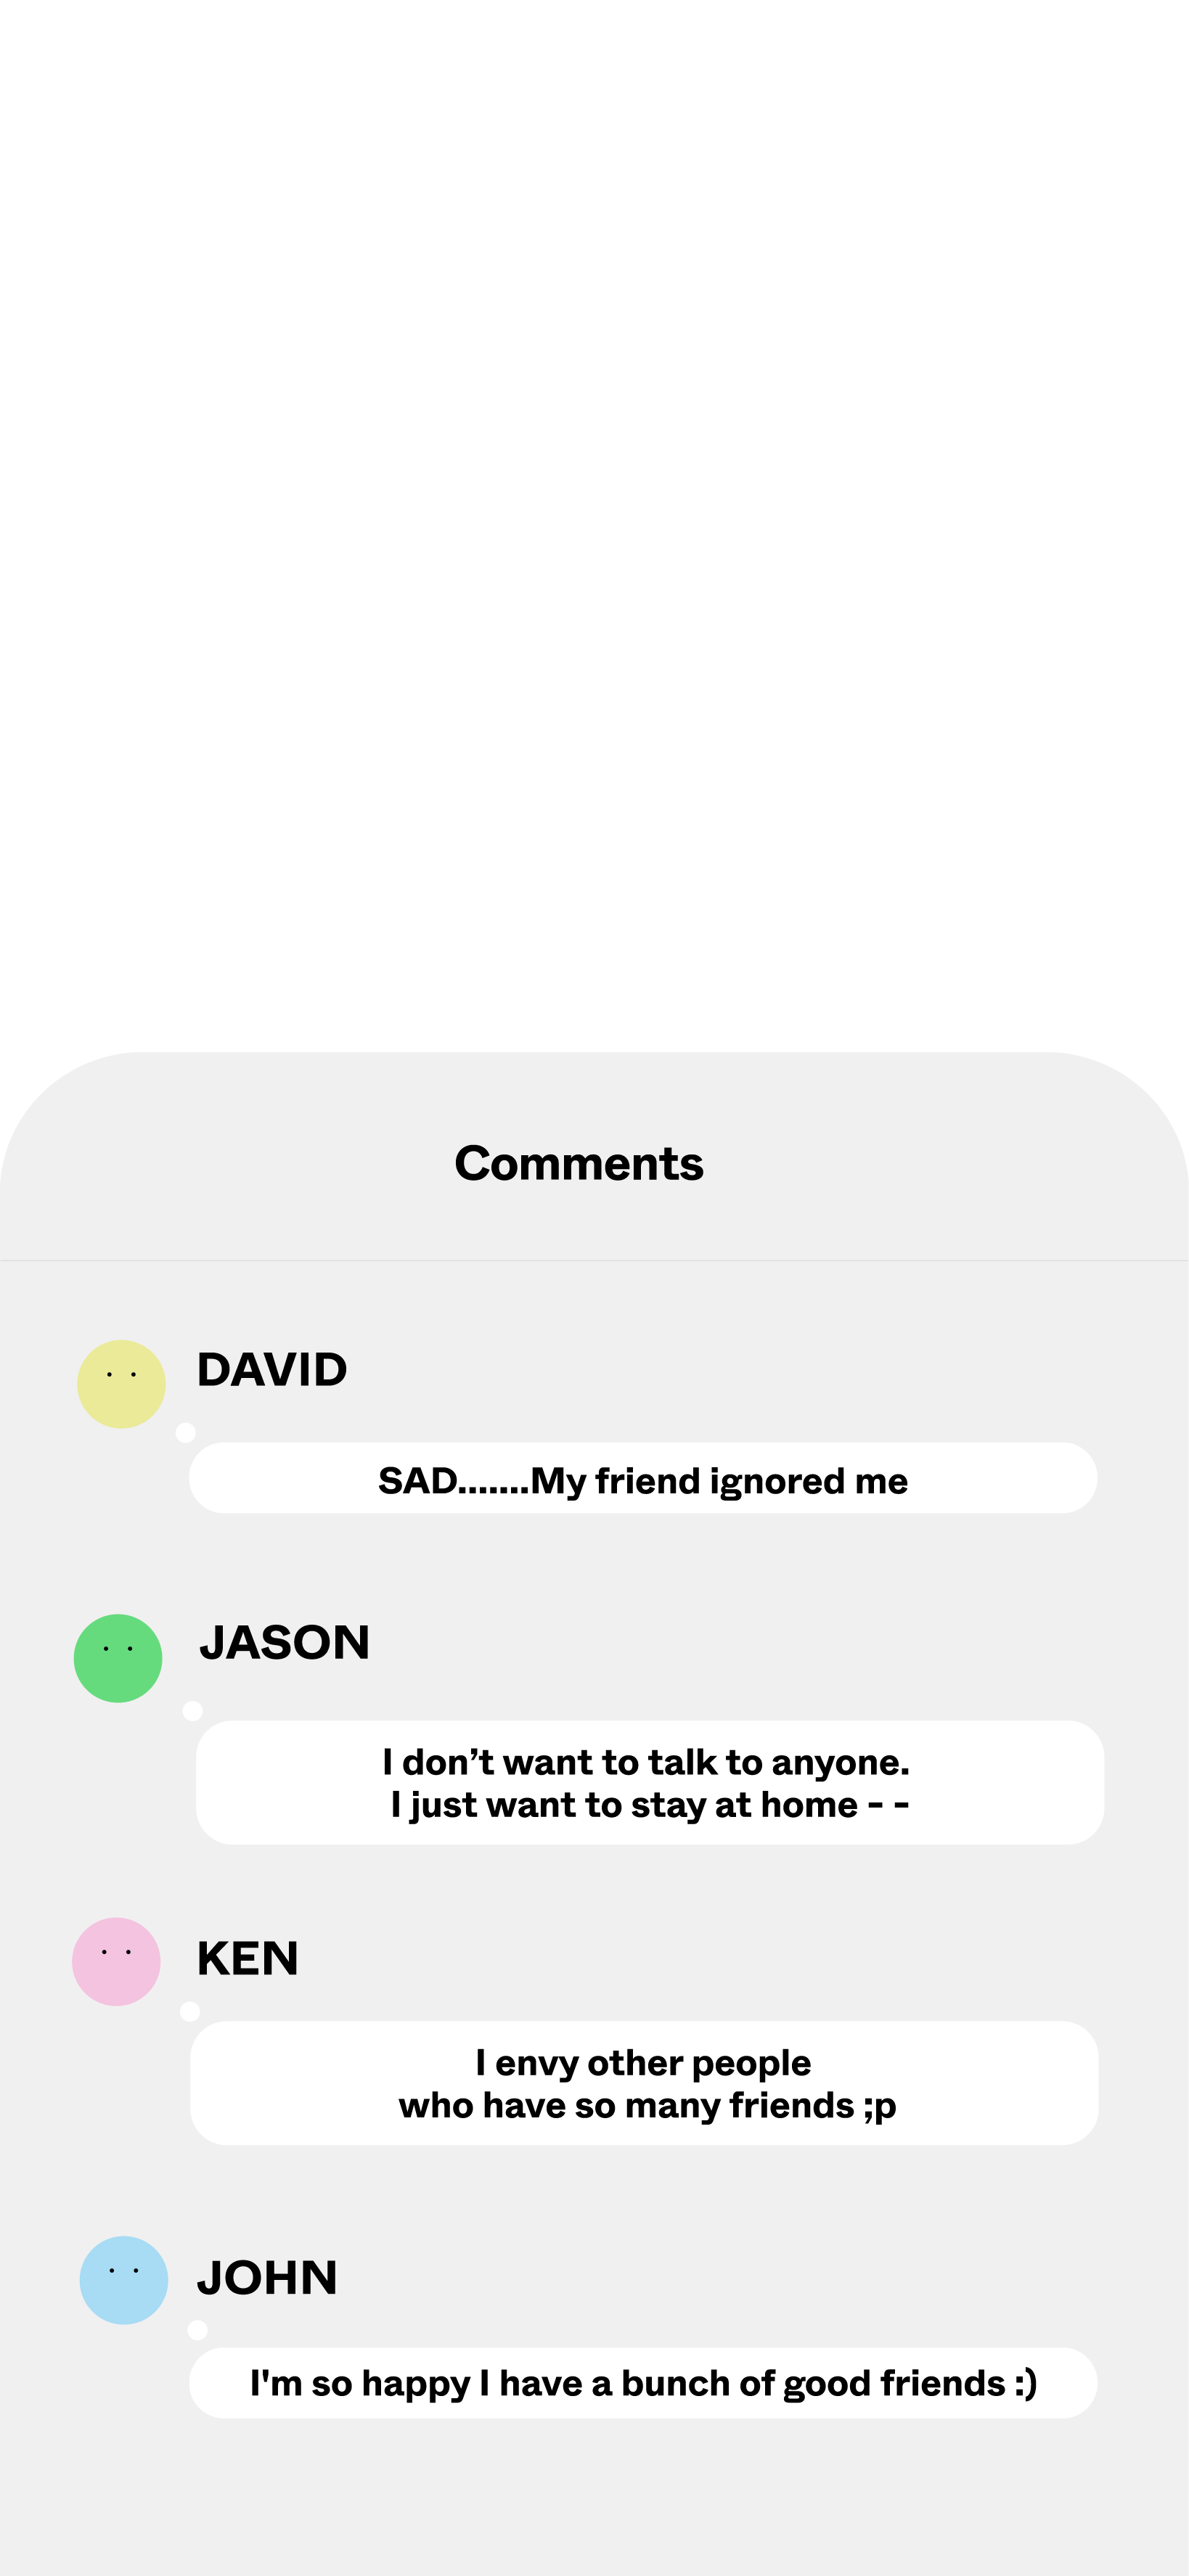 Comments
DAVID
SAD.......My friend ignored me
JASON
I don’t want to talk to anyone.
I just want to stay at home - -
KEN
I envy other people
who have so many friends ;p
JOHN
I'm so happy I have a bunch of good friends :)